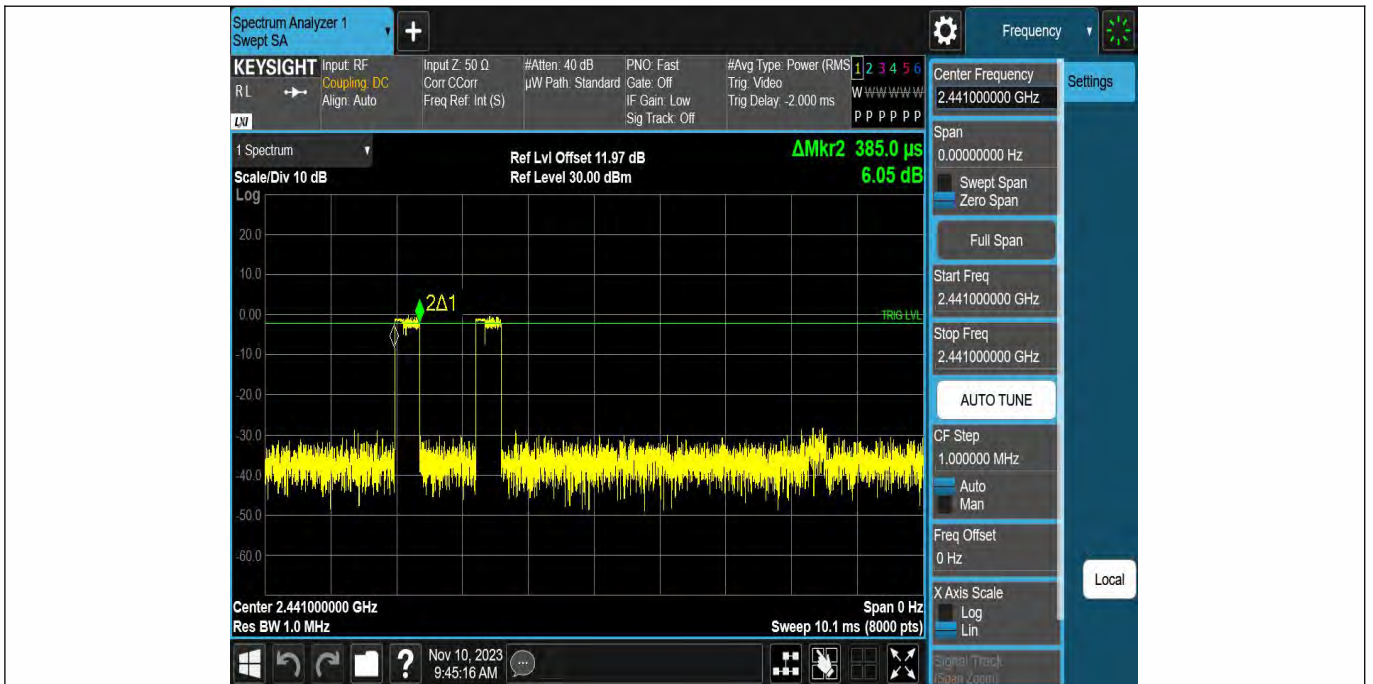 Spectrum Analyzer 1
Swept SA
+
Frequency
KEYSIGHT
RL
LXI
Input: RF
Coupling: DC
Align: Auto
Input Z: 50 Ω
Corr CCorr
Freq Ref: Int (S)
#Atten: 40 dB
µW Path: Standard
PNO: Fast
Gate: Off
IF Gain: Low
Sig Track: Off
#Avg Type: Power (RMS
Trig: Video
Trig Delay: -2.000 ms
1 2 3 4 5 6
W W W W W W
P P P P P P
1 Spectrum
Scale/Div 10 dB
Ref Lvl Offset 11.97 dB
Ref Level 30.00 dBm
ΔMkr2 385.0 µs
6.05 dB
Log
20.0
10.0
0.00
-10.0
-20.0
-30.0
-40.0
-50.0
-60.0
2Δ1
TRIG LVL
Center 2.441000000 GHz
Res BW 1.0 MHz
Span 0 Hz
Sweep 10.1 ms (8000 pts)
Center Frequency
2.441000000 GHz
Settings
Span
0.00000000 Hz
Swept Span
Zero Span
Full Span
Start Freq
2.441000000 GHz
Stop Freq
2.441000000 GHz
AUTO TUNE
CF Step
1.000000 MHz
Auto
Man
Freq Offset
0 Hz
X Axis Scale
Log
Lin
Signal Track
(Span Zoom)
Local
?
Nov 10, 2023
9:45:16 AM